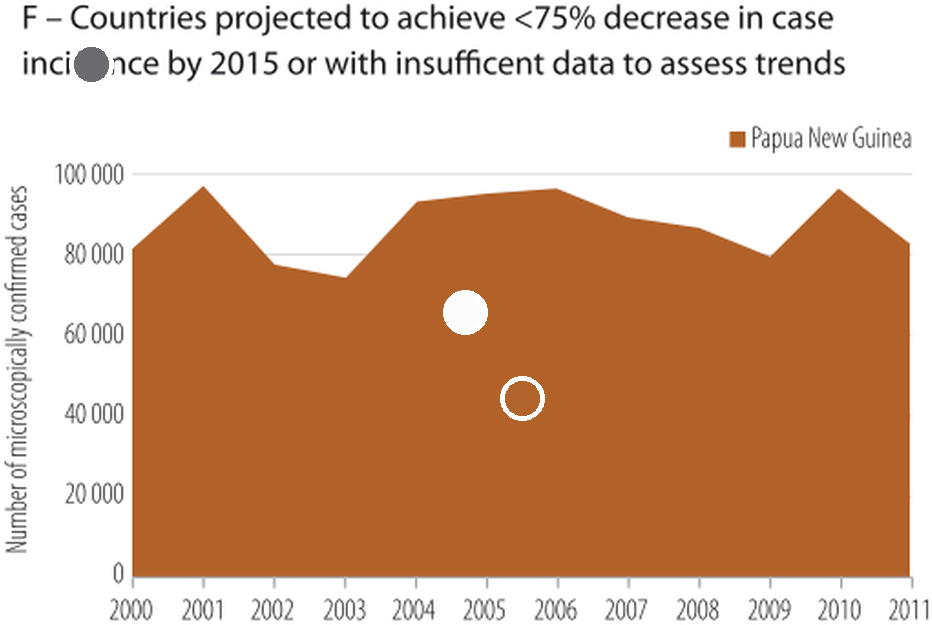 F – Countries projected to achieve <75% decrease in case
by 2015 or with insufficent data to assess trends
Papua New Guinea
Number of microscopically confirmed cases
100 000
80 000
60 000
40 000
20 000
0
2000 2001 2002 2003 2004 2005 2006 2007 2008 2009 2010 2011